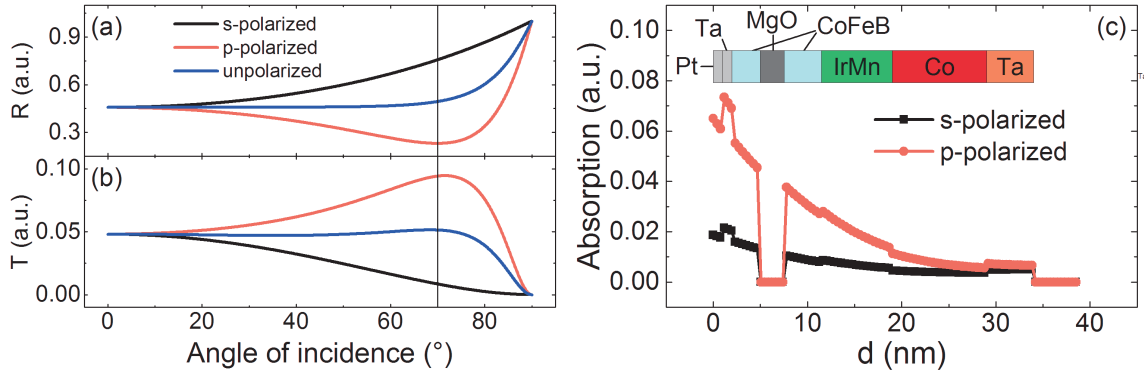 (a)
s-polarized
p-polarized
unpolarized
R (a.u.)
0.9
0.6
0.3
(b)
T (a.u.)
0.10
0.05
0.00
0 20 40 60 80
Angle of incidence (°)
(c)
Absorption (a.u.)
0.10
0.08
0.06
0.04
0.02
0.00
Ta MgO CoFeB
Pt IrMn Co Ta
s-polarized
p-polarized
0 10 20 30 40
d (nm)
Ta